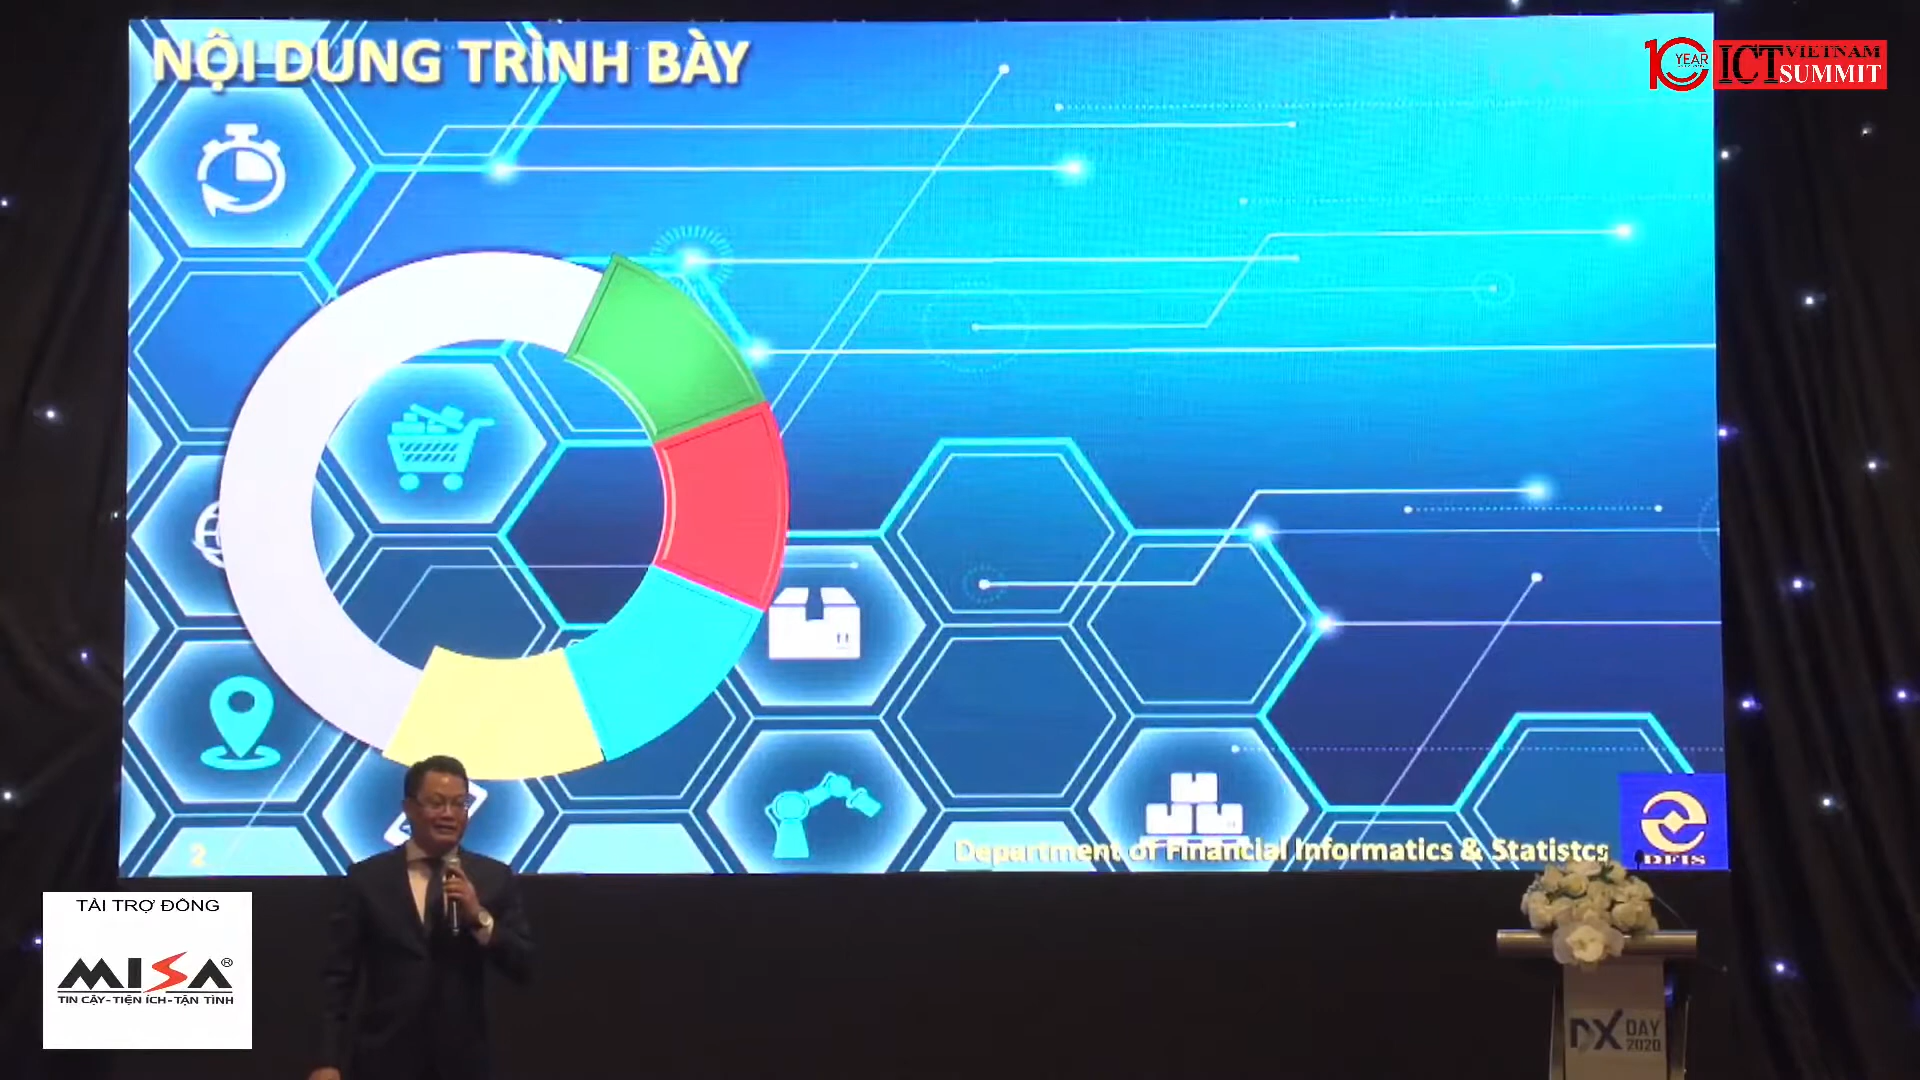 NỘI DUNG TRÌNH BÀY
10 YEAR
ICT VIETNAM
SUMMIT
2
Department of Financial Informatics & Statistcs
DFIS
TÀI TRỢ ĐỒNG
MISA®
TIN CẬY-TIỆN ÍCH-TẬN TÌNH
DX DAY
2020